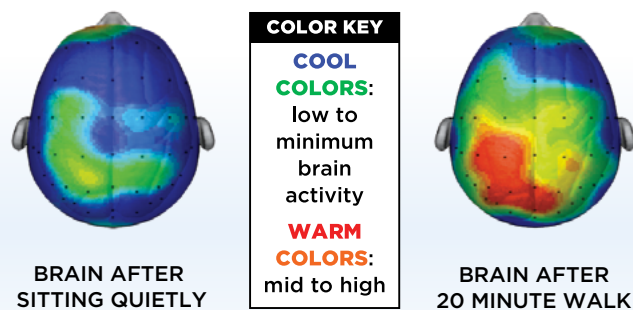 COLOR KEY
COOL
COLORS:
low to
minimum
brain
activity
WARM
COLORS:
mid to high
BRAIN AFTER
SITTING QUIETLY
BRAIN AFTER
20 MINUTE WALK